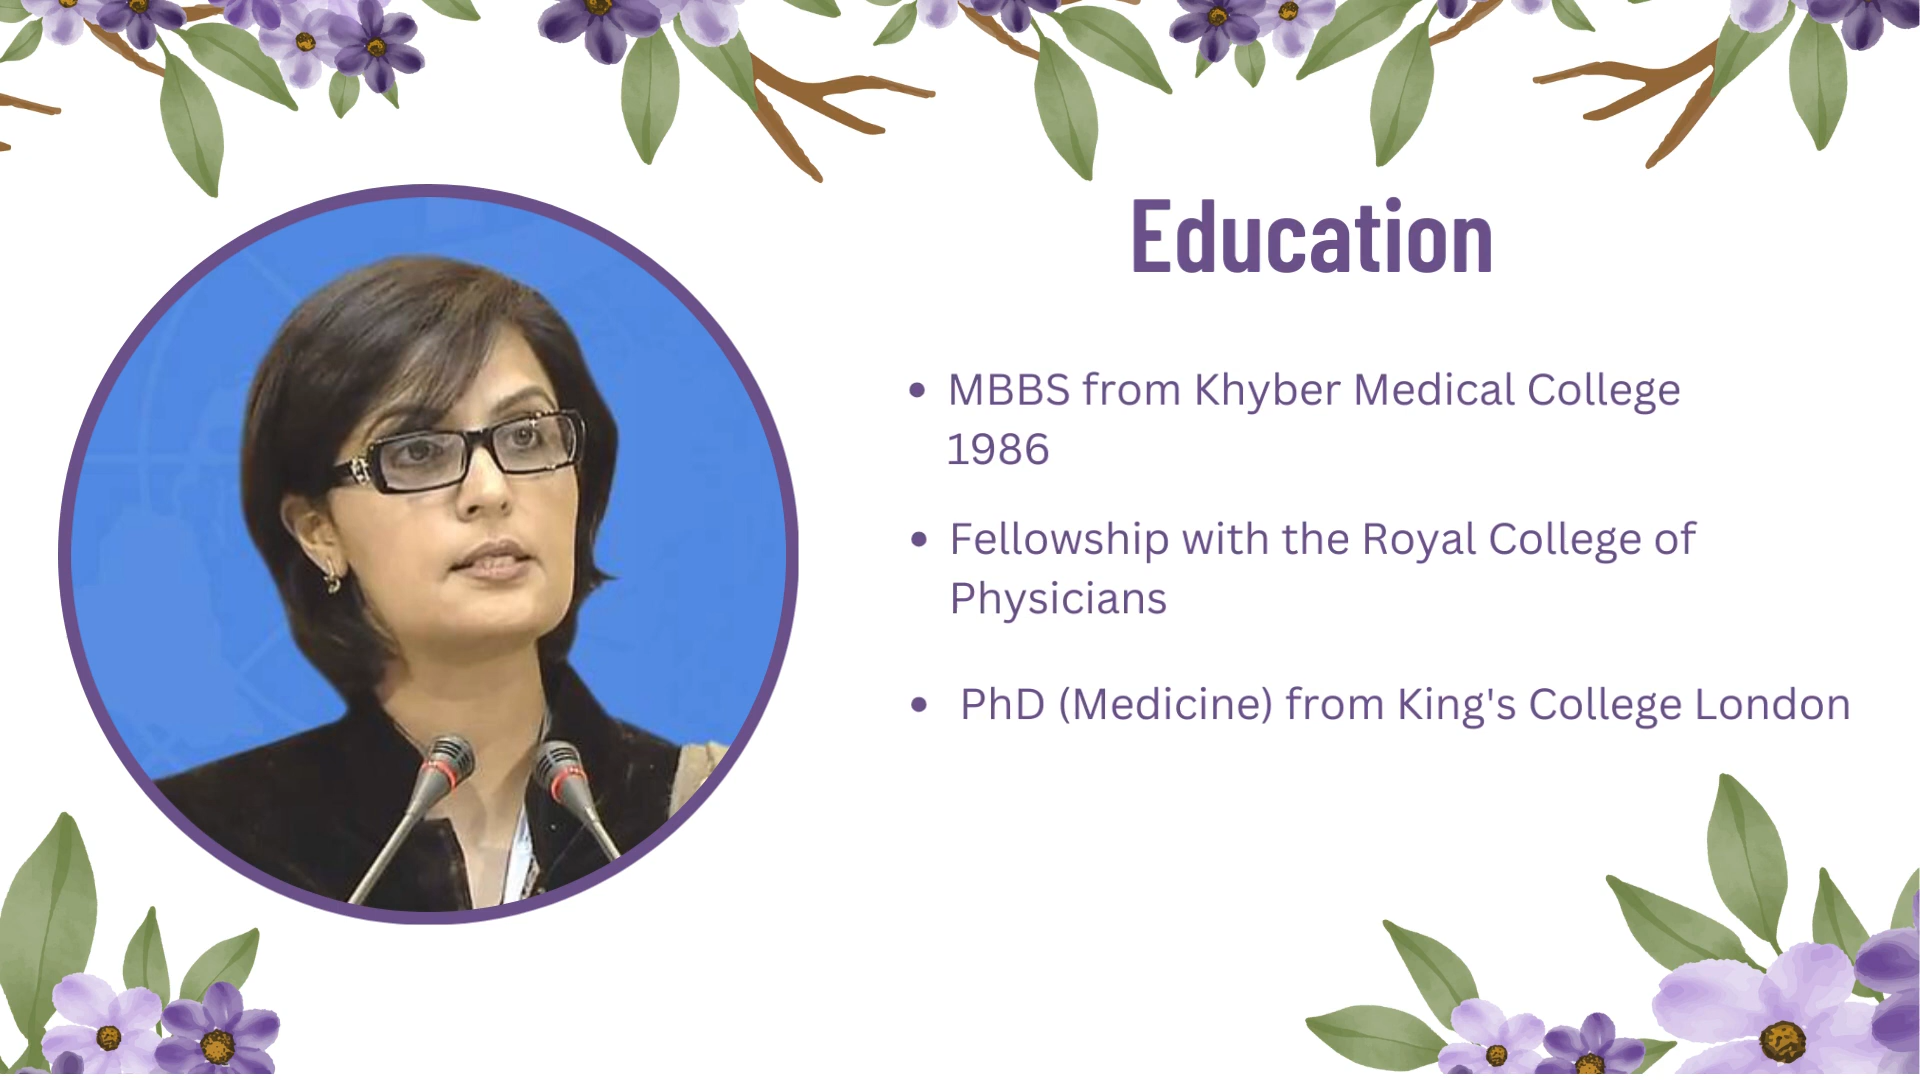 Education
• MBBS from Khyber Medical College
1986
• Fellowship with the Royal College of
Physicians
• PhD (Medicine) from King's College London